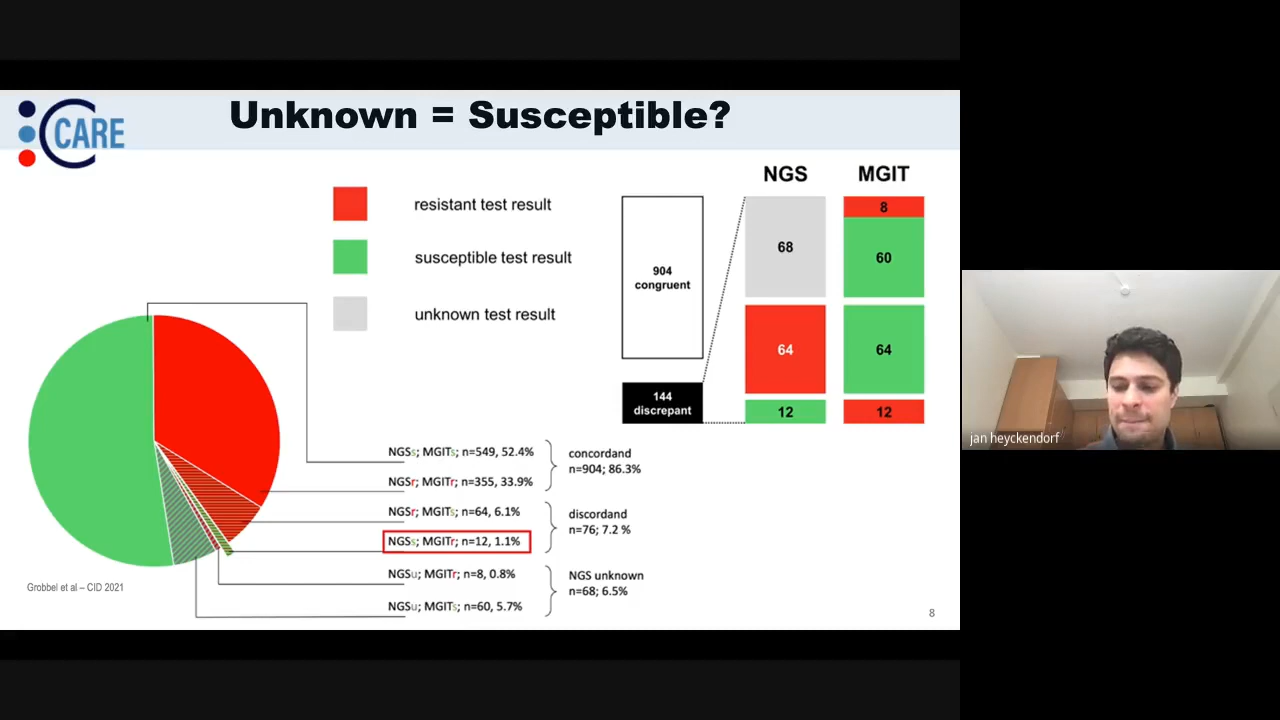 CARE
Unknown = Susceptible?
resistant test result
susceptible test result
unknown test result
NGS
MGIT
904
congruent
144
discrepant
68
64
12
8
60
64
12
NGSs; MGITs; n=549, 52.4%
NGSr; MGITr; n=355, 33.9%
concordand
n=904; 86.3%
NGSr; MGITs; n=64, 6.1%
NGSs; MGITr; n=12, 1.1%
discordand
n=76; 7.2 %
NGSu; MGITr; n=8, 0.8%
NGSu; MGITs; n=60, 5.7%
NGS unknown
n=68; 6.5%
Grobbel et al – CID 2021
8
jan heyckendorf